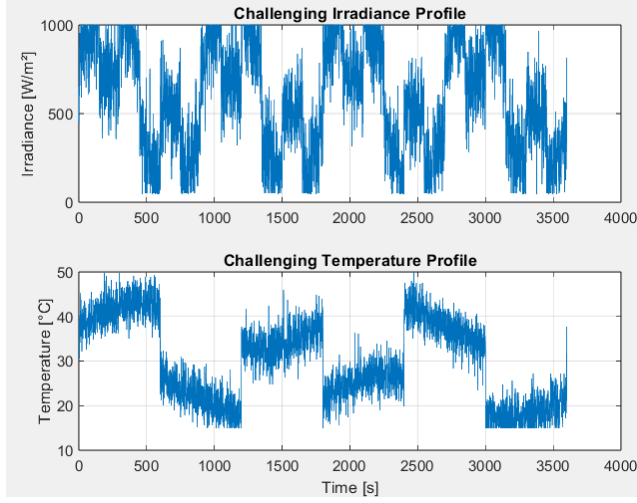 Challenging Irradiance Profile
Irradiance [W/m²]
1000
500
0
0 500 1000 1500 2000 2500 3000 3500 4000
Challenging Temperature Profile
Temperature [°C]
50
40
30
20
10
0 500 1000 1500 2000 2500 3000 3500 4000
Time [s]